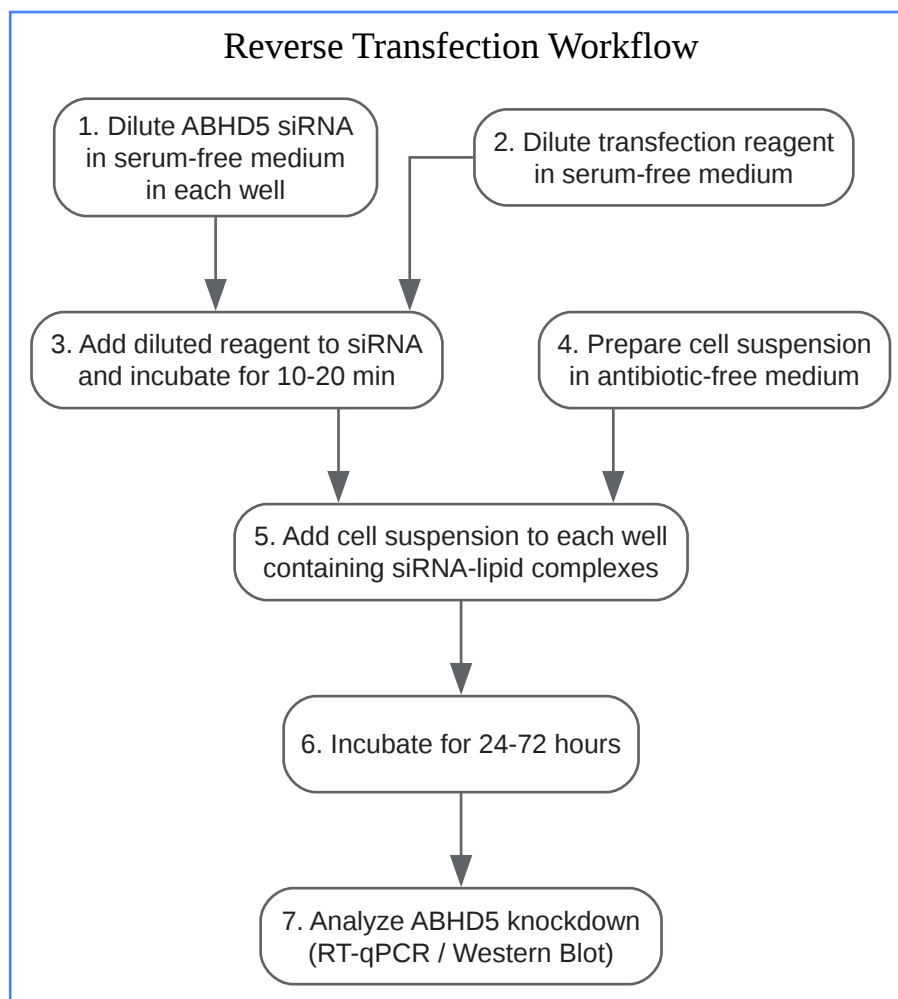 Reverse Transfection Workflow
1. Dilute ABHD5 siRNA
in serum-free medium
in each well
2. Dilute transfection reagent
in serum-free medium
3. Add diluted reagent to siRNA
and incubate for 10-20 min
4. Prepare cell suspension
in antibiotic-free medium
5. Add cell suspension to each well
containing siRNA-lipid complexes
6. Incubate for 24-72 hours
7. Analyze ABHD5 knockdown
(RT-qPCR / Western Blot)